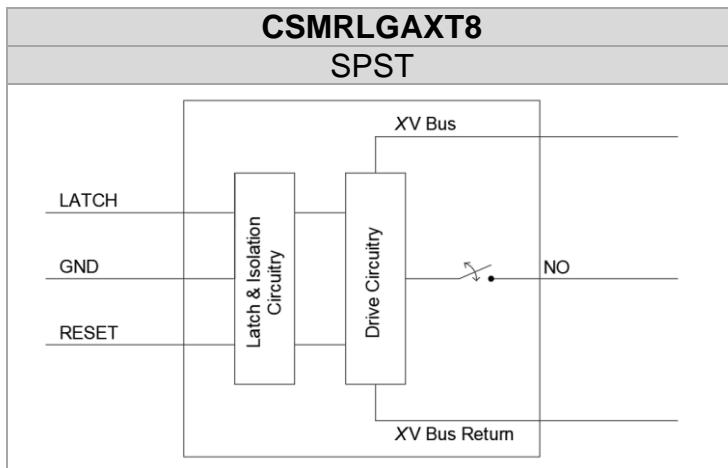 CSMRLGAXT8
SPST
XV Bus
LATCH
GND
RESET
Latch & Isolation
Circuitry
Drive Circuitry
NO
XV Bus Return